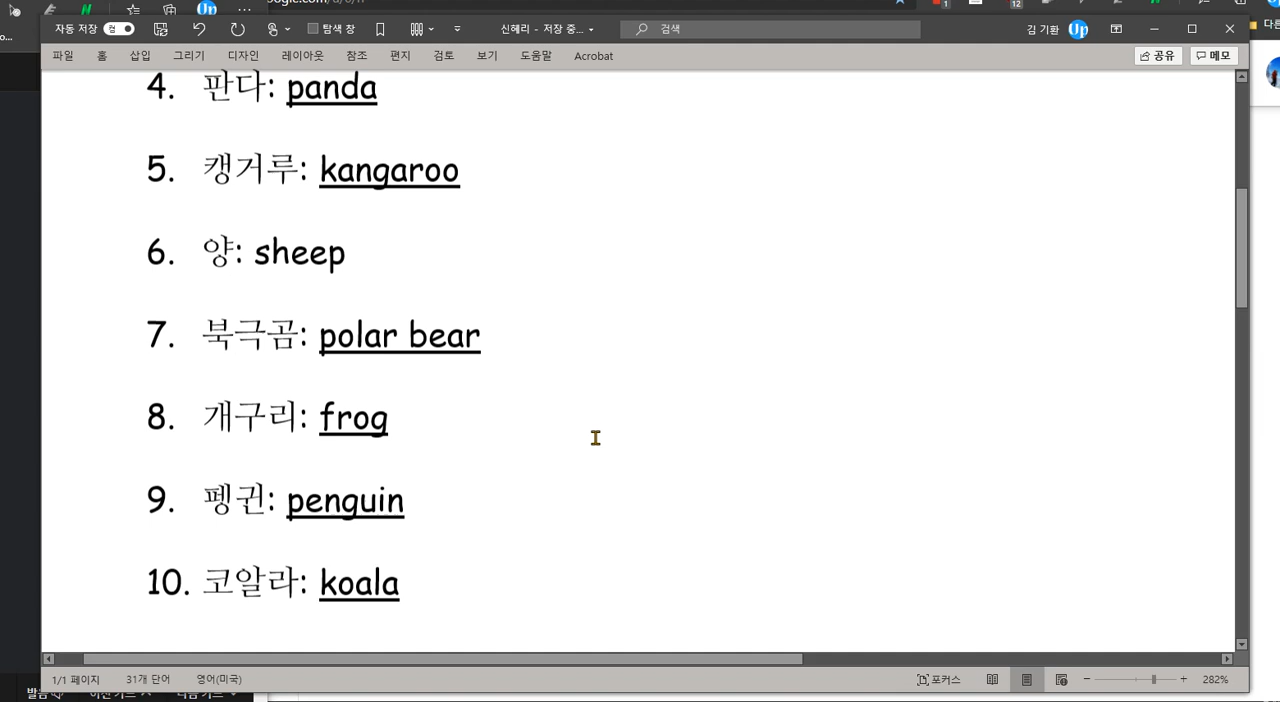 ogle.com/u/0/h
자동 저장 컴 탐색 창 신혜리 - 저장 중... 검색 김 기환 Up
파일 홈 삽입 그리기 디자인 레이아웃 참조 편지 검토 보기 도움말 Acrobat 공유 메모
4. 판다: panda
5. 캥거루: kangaroo
6. 양: sheep
7. 북극곰: polar bear
8. 개구리: frog
9. 펭귄: penguin
10. 코알라: koala
1/1 페이지 31개 단어 영어(미국) 포커스 282%